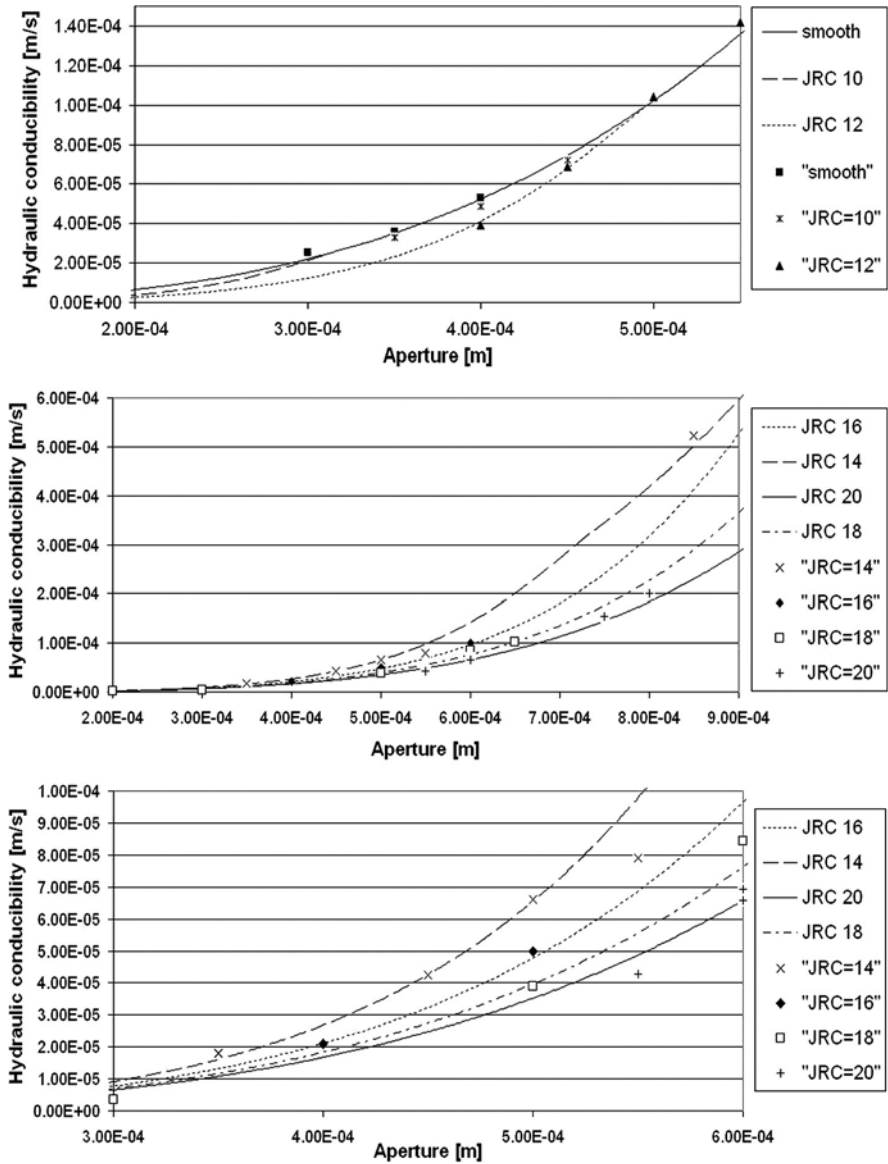 Hydraulic conducibility [m/s]
1.40E-04
1.20E-04
1.00E-04
8.00E-05
6.00E-05
4.00E-05
2.00E-05
0.00E+00
2.00E-04 3.00E-04 4.00E-04 5.00E-04
Aperture [m]
smooth
JRC 10
JRC 12
"smooth"
"JRC=10"
"JRC=12"
Hydraulic conducibility [m/s]
6.00E-04
5.00E-04
4.00E-04
3.00E-04
2.00E-04
1.00E-04
0.00E+00
2.00E-04 3.00E-04 4.00E-04 5.00E-04 6.00E-04 7.00E-04 8.00E-04 9.00E-04
Aperture [m]
JRC 16
JRC 14
JRC 20
JRC 18
"JRC=14"
"JRC=16"
"JRC=18"
"JRC=20"
Hydraulic conducibility [m/s]
1.00E-04
9.00E-05
8.00E-05
7.00E-05
6.00E-05
5.00E-05
4.00E-05
3.00E-05
2.00E-05
1.00E-05
0.00E+00
3.00E-04 4.00E-04 5.00E-04 6.00E-04
Aperture [m]
JRC 16
JRC 14
JRC 20
JRC 18
"JRC=14"
"JRC=16"
"JRC=18"
"JRC=20"